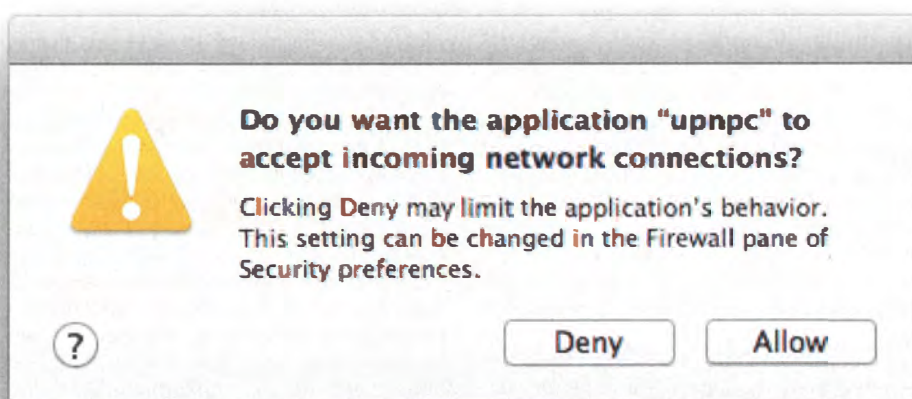 Do you want the application "upnpc" to
accept incoming network connections?
Clicking Deny may limit the application's behavior.
This setting can be changed in the Firewall pane of
Security preferences.
?
Deny
Allow